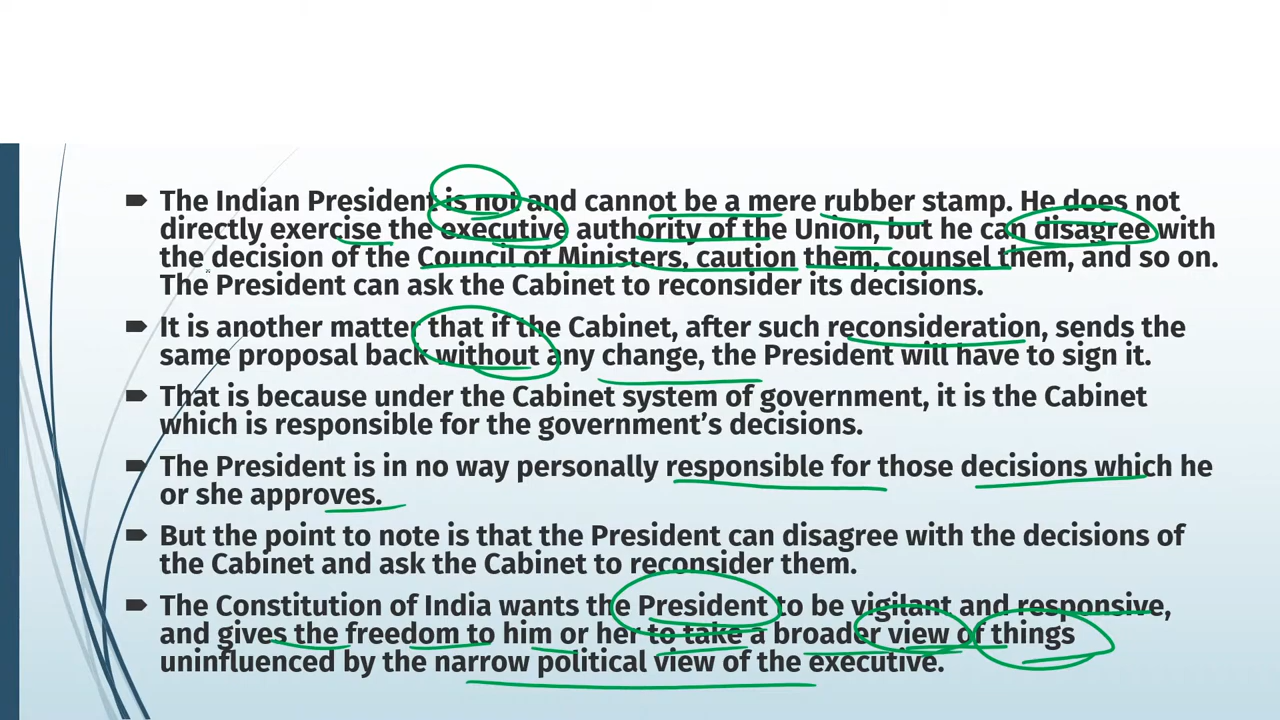 The Indian President is not and cannot be a mere rubber stamp. He does not
directly exercise the executive authority of the Union, but he can disagree with
the decision of the Council of Ministers, caution them, counsel them, and so on.
The President can ask the Cabinet to reconsider its decisions.
It is another matter that if the Cabinet, after such reconsideration, sends the
same proposal back without any change, the President will have to sign it.
That is because under the Cabinet system of government, it is the Cabinet
which is responsible for the government’s decisions.
The President is in no way personally responsible for those decisions which he
or she approves.
But the point to note is that the President can disagree with the decisions of
the Cabinet and ask the Cabinet to reconsider them.
The Constitution of India wants the President to be vigilant and responsive,
and gives the freedom to him or her to take a broader view of things
uninfluenced by the narrow political view of the executive.